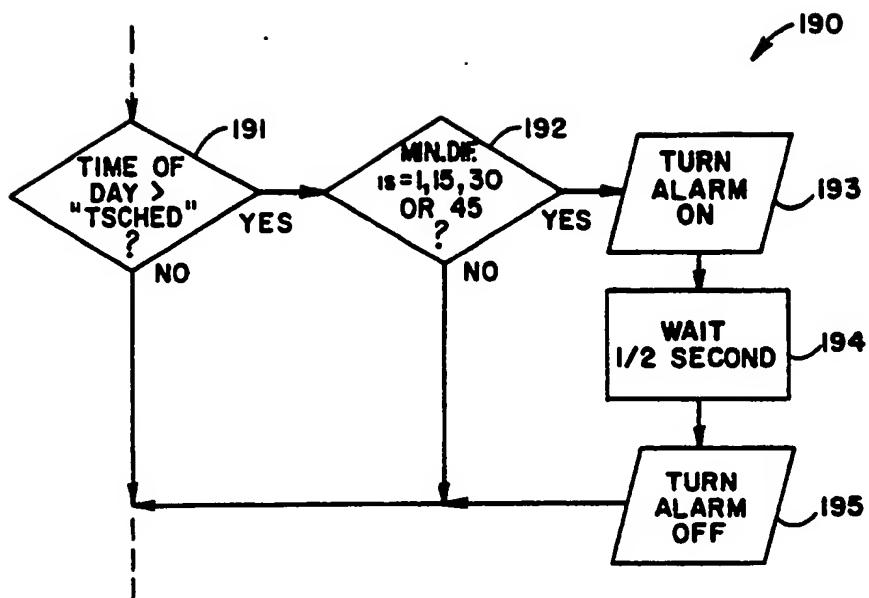 190
191
TIME OF
DAY >
"TSCHED"
?
YES
NO
192
MIN. DIF.
is=1,15,30
OR 45
?
YES
NO
TURN
ALARM
ON
193
WAIT
1/2 SECOND
194
TURN
ALARM
OFF
195